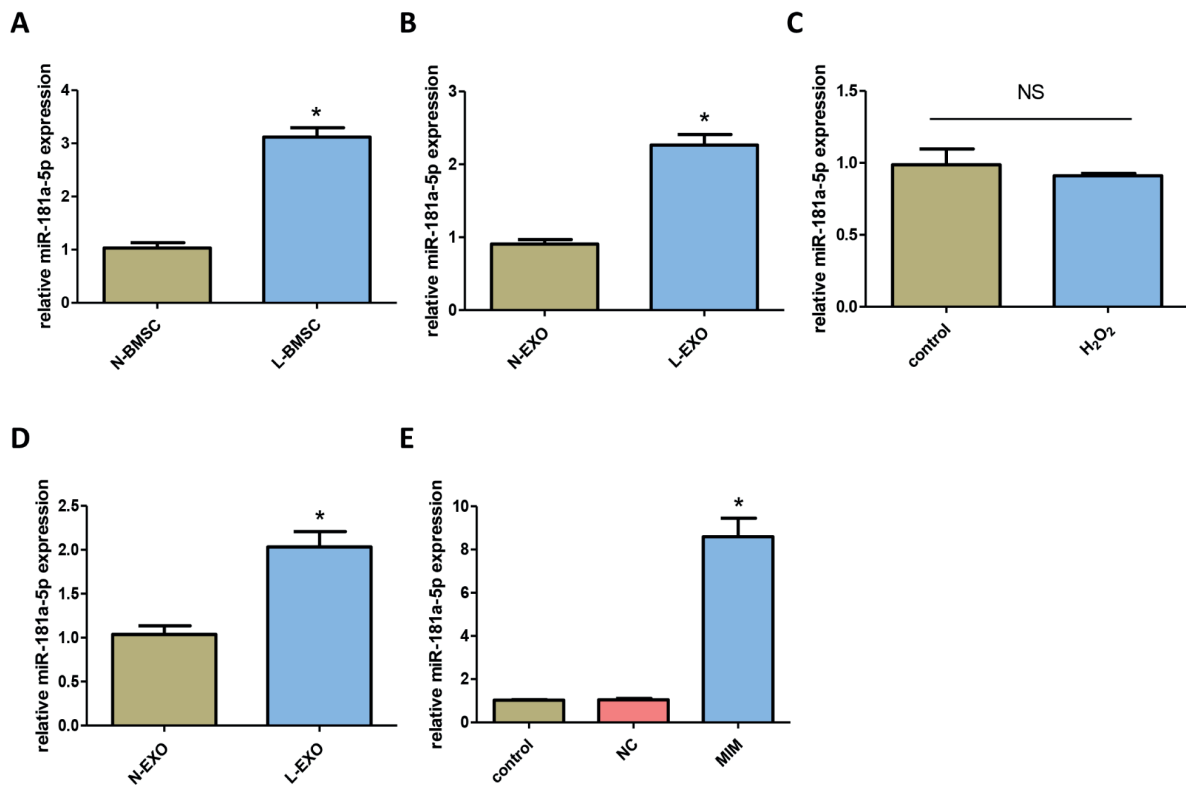 A
relative miR-181a-5p expression
4
3
2
1
0
*
N-BMSC
L-BMSC
B
relative miR-181a-5p expression
3
2
1
0
*
N-EXO
L-EXO
C
relative miR-181a-5p expression
1.5
1.0
0.5
0.0
NS
control
H₂O₂
D
relative miR-181a-5p expression
2.5
2.0
1.5
1.0
0.5
0.0
*
N-EXO
L-EXO
E
relative miR-181a-5p expression
10
8
6
4
2
0
*
control
NC
MIM